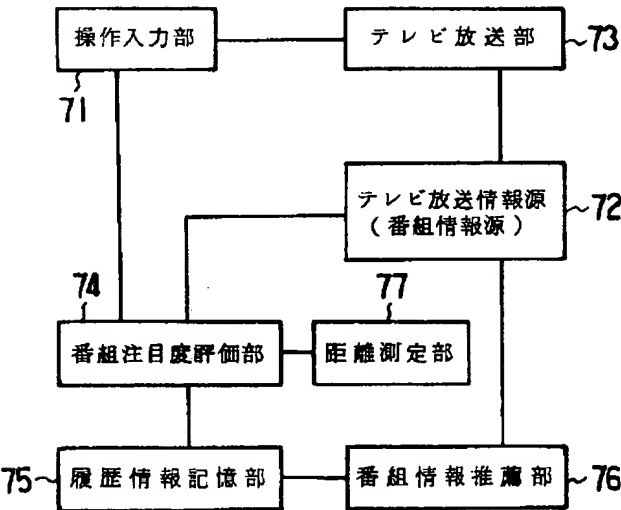 操作入力部
テレビ放送部
73
71
テレビ放送情報源
(番組情報源)
72
74
77
番組注目度評価部
距離測定部
75
履歴情報記憶部
番組情報推薦部
76